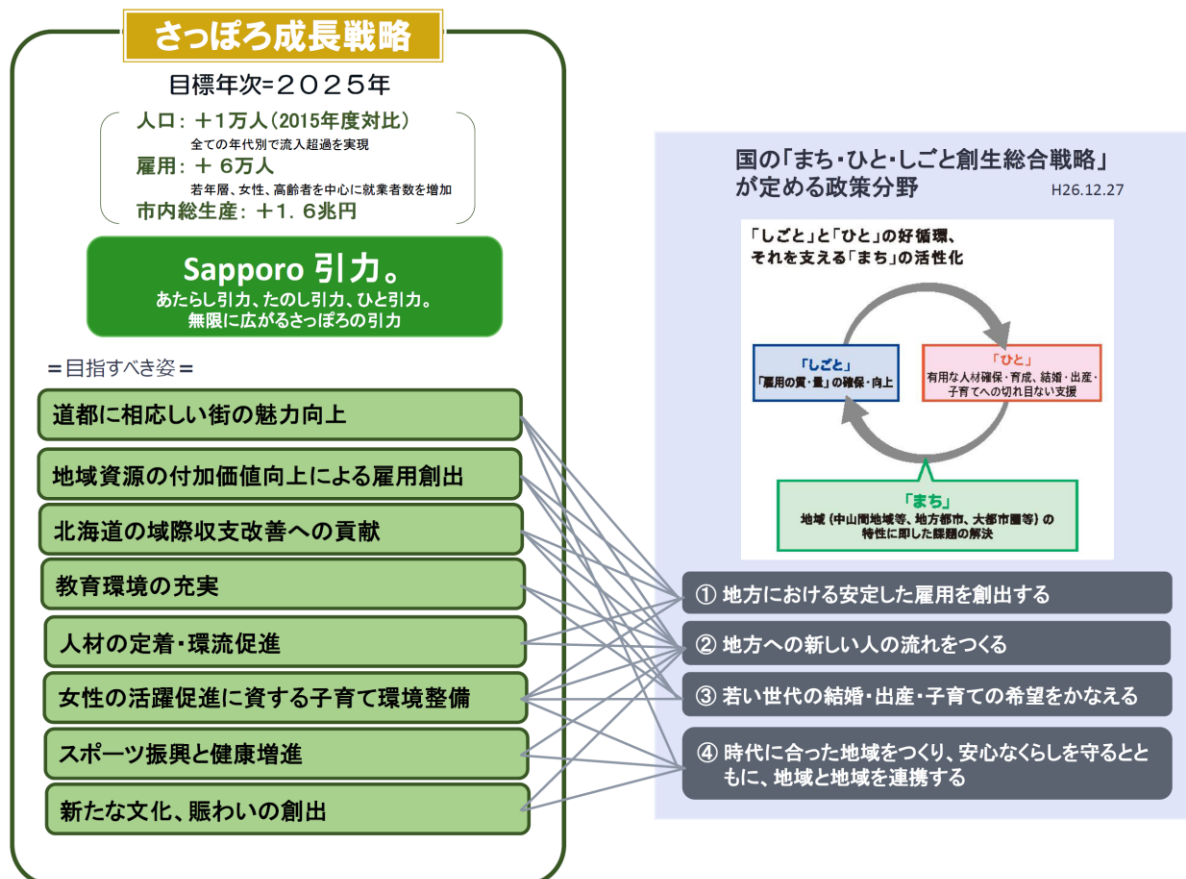 さっぽろ成長戦略
目標年次=2025年
人口：＋1万人(2015年度対比)
全ての年代別で流入超過を実現
雇用：＋6万人
若年層、女性、高齢者を中心に就業者数を増加
市内総生産：＋1．6兆円
Sapporo 引力。
あたらし引力、たのし引力、ひと引力。
無限に広がるさっぽろの引力
=目指すべき姿=
道都に相応しい街の魅力向上
地域資源の付加価値向上による雇用創出
北海道の域際収支改善への貢献
教育環境の充実
人材の定着・環流促進
女性の活躍促進に資する子育て環境整備
スポーツ振興と健康増進
新たな文化、賑わいの創出
国の「まち・ひと・しごと創生総合戦略」
が定める政策分野 H26.12.27
「しごと」と「ひと」の好循環、
それを支える「まち」の活性化
「しごと」
「雇用の質・量」の確保・向上
「ひと」
有用な人材確保・育成、結婚・出産・
子育てへの切れ目ない支援
「まち」
地域（中山間地域等、地方都市、大都市圏等）の
特性に即した課題の解決
① 地方における安定した雇用を創出する
② 地方への新しい人の流れをつくる
③ 若い世代の結婚・出産・子育ての希望をかなえる
④ 時代に合った地域をつくり、安心なくらしを守るとと
もに、地域と地域を連携する